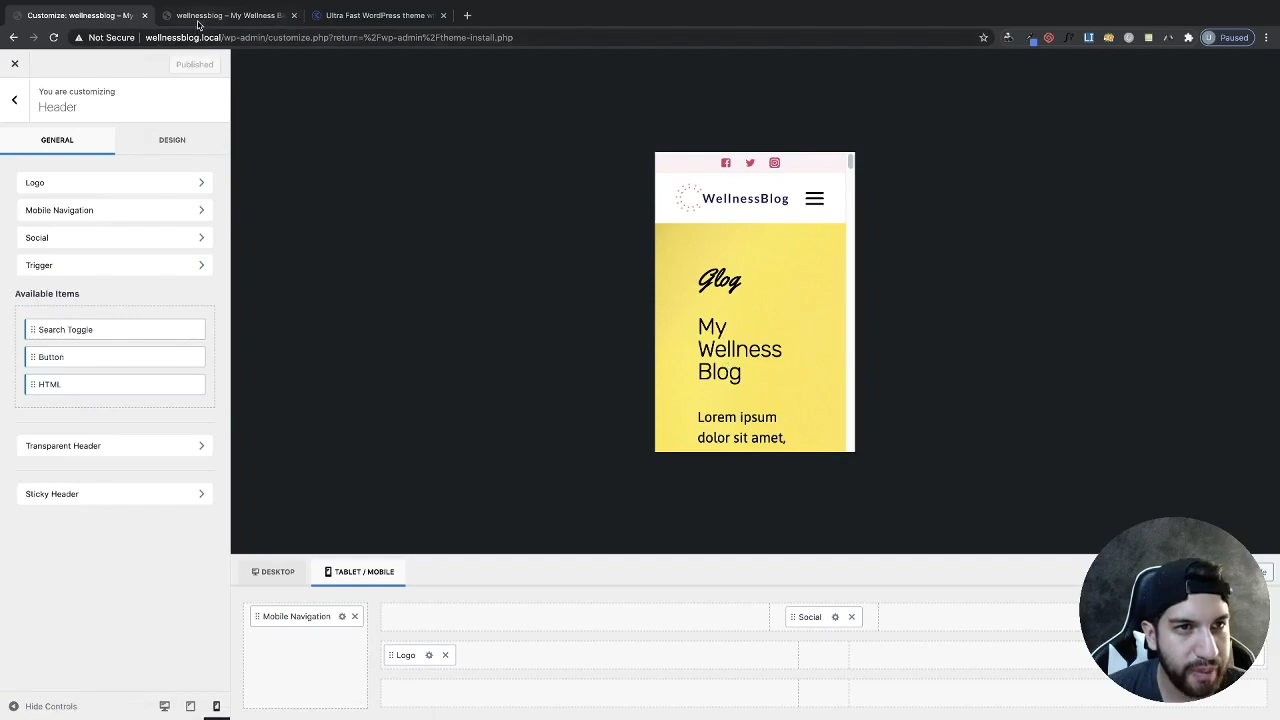 Customize: wellnessblog – My
wellnessblog – My Wellness B
Ultra Fast WordPress theme w
Not Secure
wellnessblog.local/wp-admin/customize.php?return=%2Fwp-admin%2Ftheme-install.php
Paused
Published
You are customizing
Header
GENERAL
DESIGN
Logo
Mobile Navigation
Social
Trigger
Available Items
Search Toggle
Button
HTML
Transparent Header
Sticky Header
WellnessBlog
Glog
My
Wellness
Blog
Lorem ipsum
dolor sit amet,
DESKTOP
TABLET / MOBILE
Mobile Navigation
Social
Logo
Hide Controls